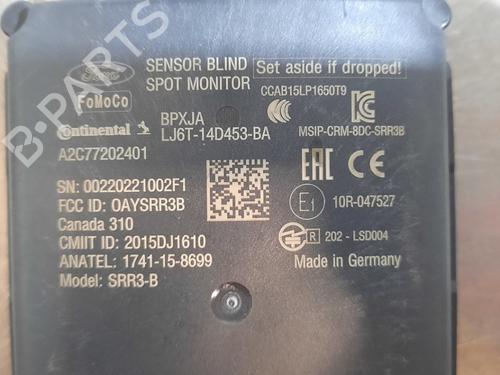 SENSOR BLIND
SPOT MONITOR
Set aside if dropped!
Ford
FoMoCo
CCAB15LP1650T9
BPXJA
Continental
LJ6T-14D453-BA
MSIP-CRM-8DC-SRR3B
A2C77202401
EAC CE
SN: 00220221002F1
FCC ID: OAYSRR3B
E1 10R-047527
Canada 310
CMIIT ID: 2015DJ1610
R 202 - LSD004
ANATEL: 1741-15-8699
Made in Germany
Model: SRR3-B
B-PARTS